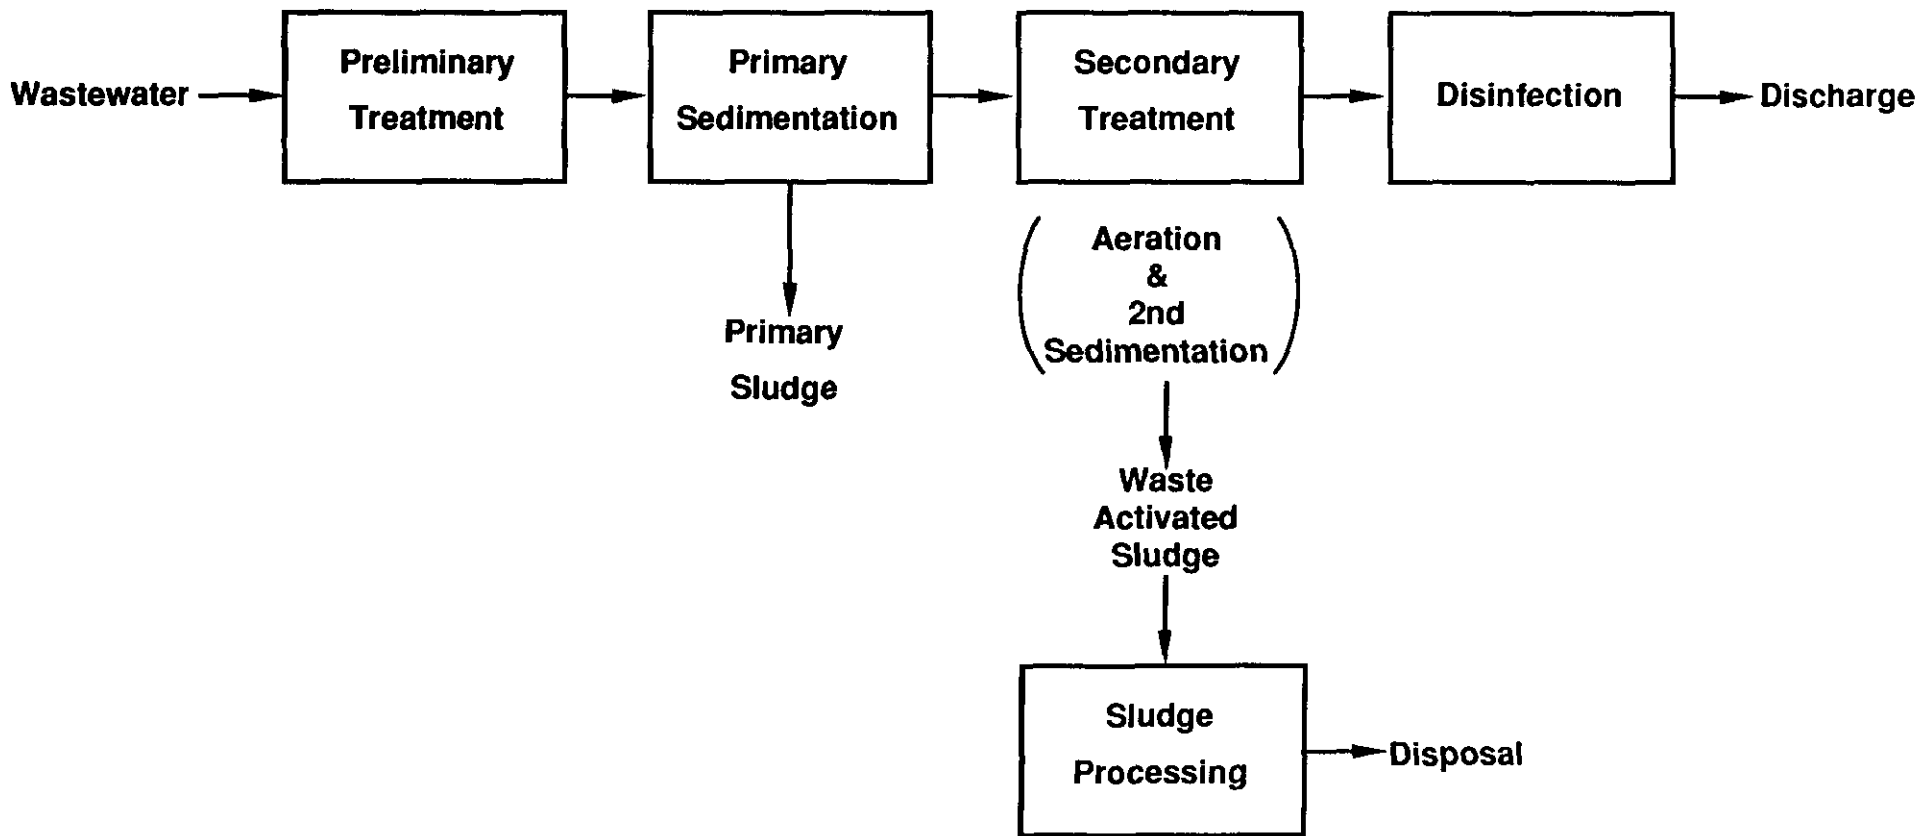 Wastewater
Preliminary
Treatment
Primary
Sedimentation
Secondary
Treatment
Disinfection
Discharge
Aeration
&
2nd
Sedimentation
Primary
Sludge
Waste
Activated
Sludge
Sludge
Processing
Disposal